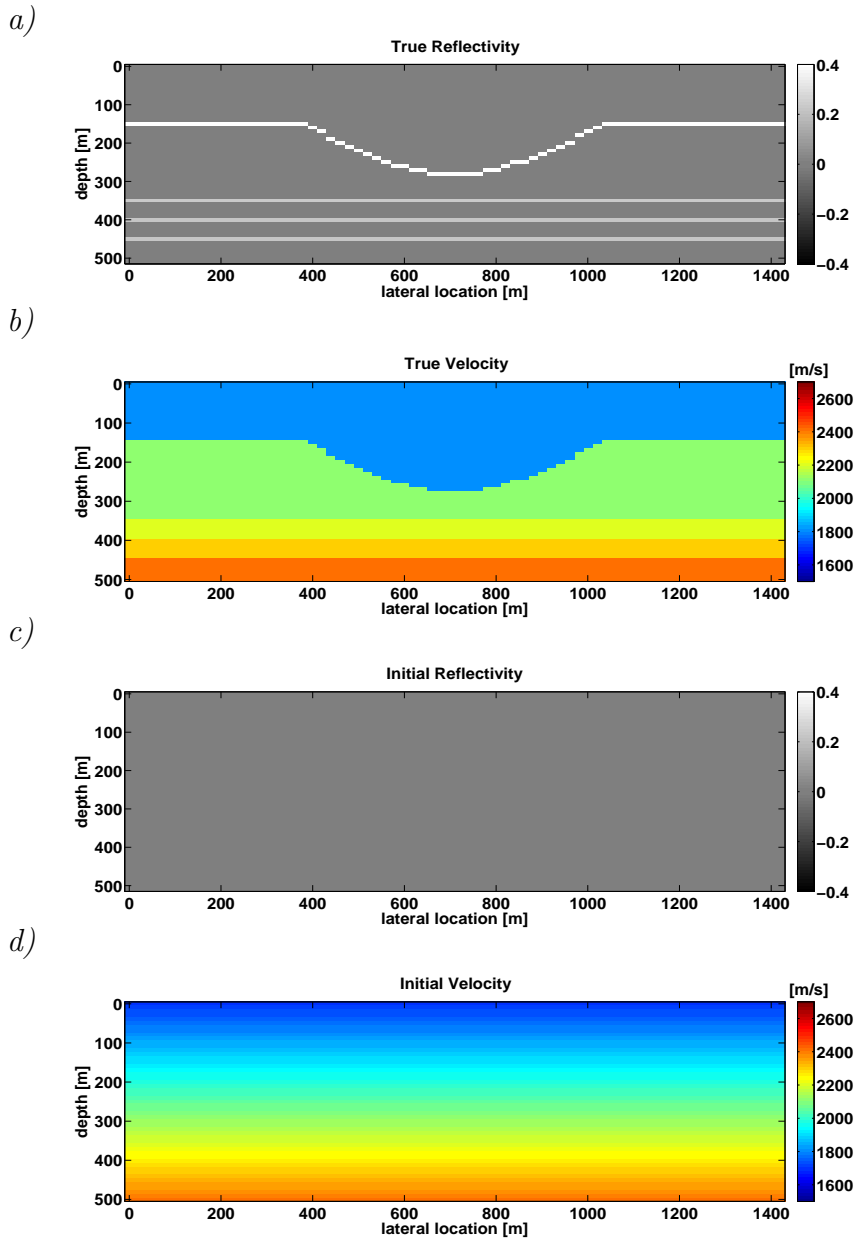 a)
True Reflectivity
depth [m]
0
100
200
300
400
500
0 200 400 600 800 1000 1200 1400
lateral location [m]
0.4
0.2
0
−0.2
−0.4
b)
True Velocity
[m/s]
depth [m]
0
100
200
300
400
500
0 200 400 600 800 1000 1200 1400
lateral location [m]
2600
2400
2200
2000
1800
1600
c)
Initial Reflectivity
depth [m]
0
100
200
300
400
500
0 200 400 600 800 1000 1200 1400
lateral location [m]
0.4
0.2
0
−0.2
−0.4
d)
Initial Velocity
[m/s]
depth [m]
0
100
200
300
400
500
0 200 400 600 800 1000 1200 1400
lateral location [m]
2600
2400
2200
2000
1800
1600